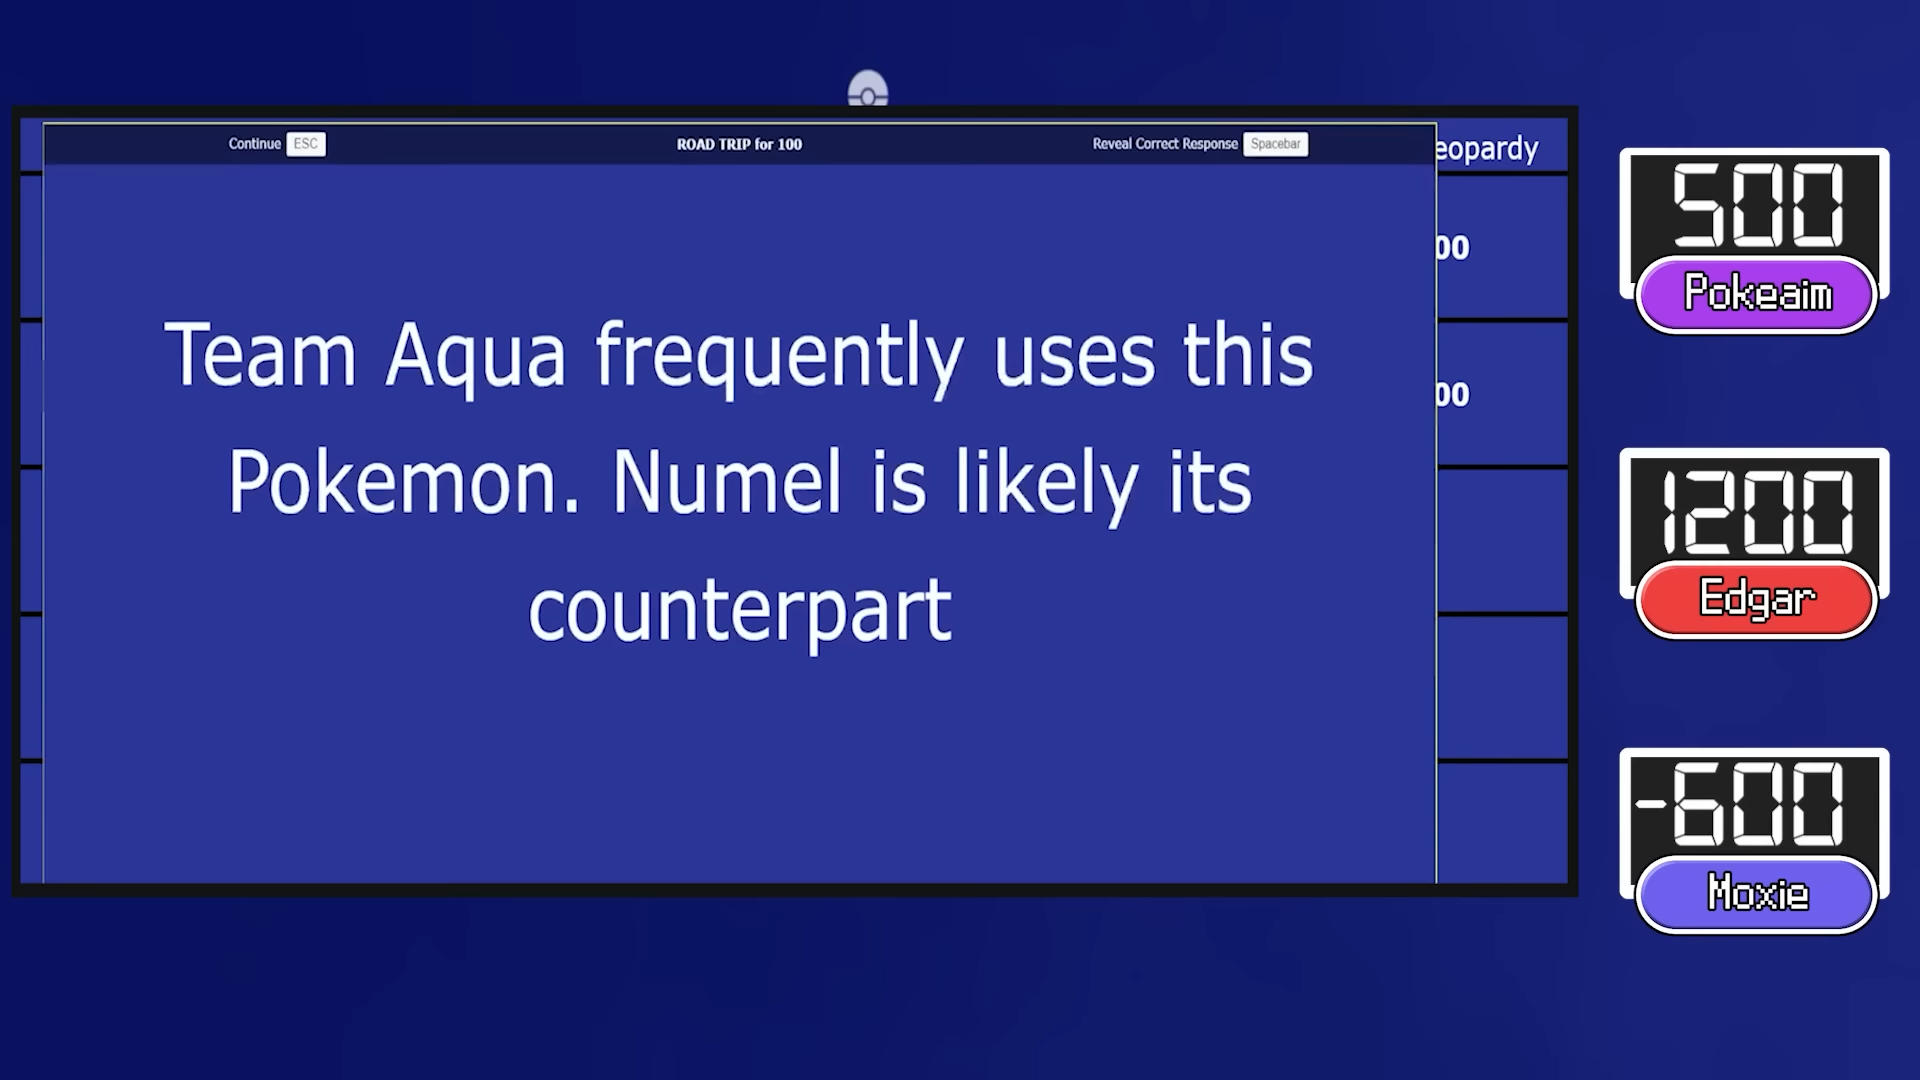 Continue ESC
ROAD TRIP for 100
Reveal Correct Response Spacebar
eopardy
Team Aqua frequently uses this
Pokemon. Numel is likely its
counterpart
00
00
500
Pokeaim
1200
Edgar
-600
Moxie